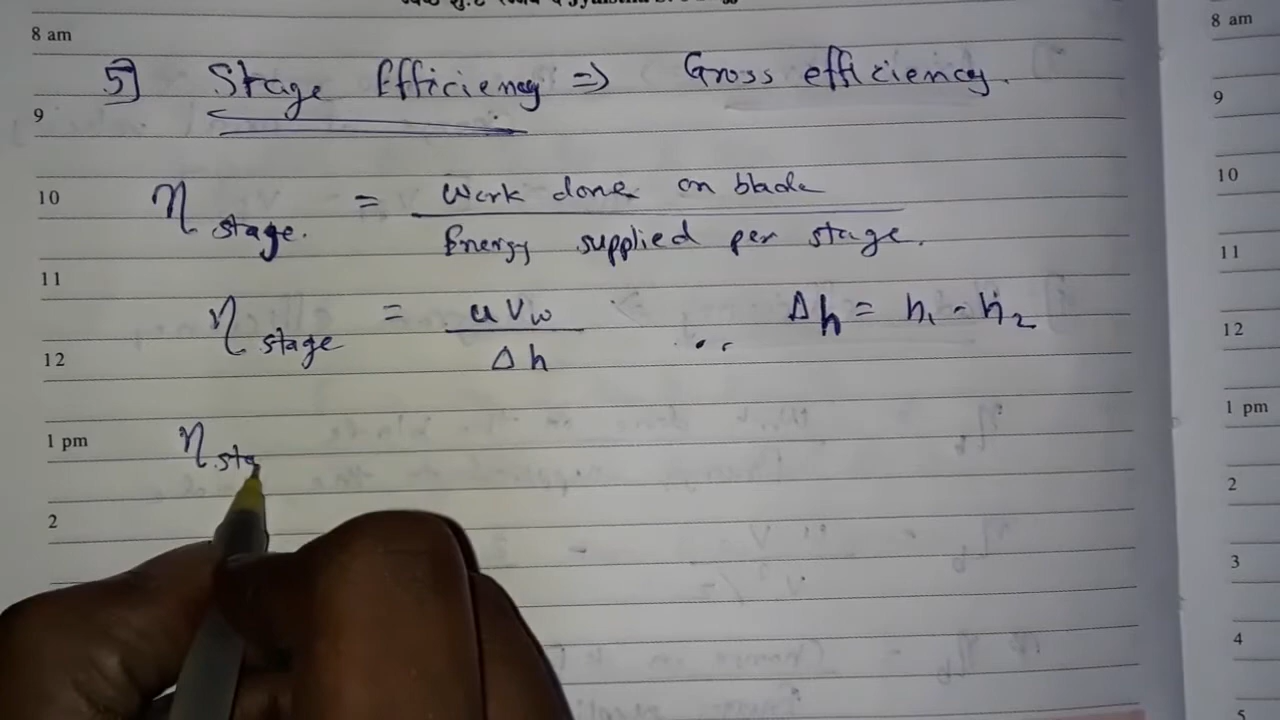 8 am
5] Stage Efficiency ⇒ Gross efficiency.
9
10
η stage. = Work done on blade
Energy supplied per stage.
11
η stage = u Vw / Δh ∴ Δh = h₁ - h₂
12
1 pm
η sta
2
8 am
9
10
11
12
1 pm
2
3
4
5